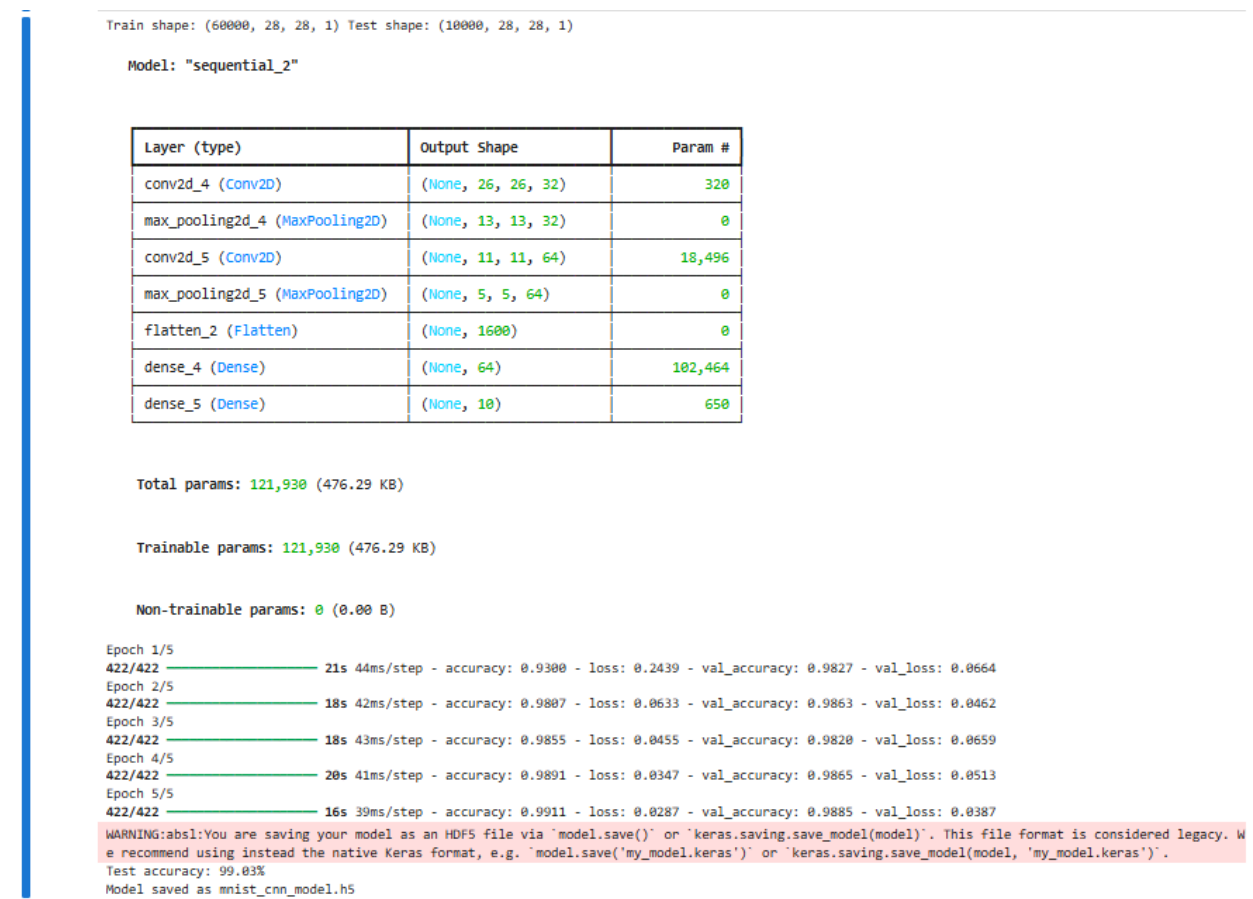 Train shape: (60000, 28, 28, 1) Test shape: (10000, 28, 28, 1)
Model: "sequential_2"
Layer (type) Output Shape Param #
conv2d_4 (Conv2D) (None, 26, 26, 32) 320
max_pooling2d_4 (MaxPooling2D) (None, 13, 13, 32) 0
conv2d_5 (Conv2D) (None, 11, 11, 64) 18,496
max_pooling2d_5 (MaxPooling2D) (None, 5, 5, 64) 0
flatten_2 (Flatten) (None, 1600) 0
dense_4 (Dense) (None, 64) 102,464
dense_5 (Dense) (None, 10) 650
Total params: 121,930 (476.29 KB)
Trainable params: 121,930 (476.29 KB)
Non-trainable params: 0 (0.00 B)
Epoch 1/5
422/422 ━━━━━━━━━━━━━━━━━━━━ 21s 44ms/step - accuracy: 0.9300 - loss: 0.2439 - val_accuracy: 0.9827 - val_loss: 0.0664
Epoch 2/5
422/422 ━━━━━━━━━━━━━━━━━━━━ 18s 42ms/step - accuracy: 0.9807 - loss: 0.0633 - val_accuracy: 0.9863 - val_loss: 0.0462
Epoch 3/5
422/422 ━━━━━━━━━━━━━━━━━━━━ 18s 43ms/step - accuracy: 0.9855 - loss: 0.0455 - val_accuracy: 0.9820 - val_loss: 0.0659
Epoch 4/5
422/422 ━━━━━━━━━━━━━━━━━━━━ 20s 41ms/step - accuracy: 0.9891 - loss: 0.0347 - val_accuracy: 0.9865 - val_loss: 0.0513
Epoch 5/5
422/422 ━━━━━━━━━━━━━━━━━━━━ 16s 39ms/step - accuracy: 0.9911 - loss: 0.0287 - val_accuracy: 0.9885 - val_loss: 0.0387
WARNING:absl:You are saving your model as an HDF5 file via `model.save()` or `keras.saving.save_model(model)`. This file format is considered legacy. W
e recommend using instead the native Keras format, e.g. `model.save('my_model.keras')` or `keras.saving.save_model(model, 'my_model.keras')`.
Test accuracy: 99.03%
Model saved as mnist_cnn_model.h5